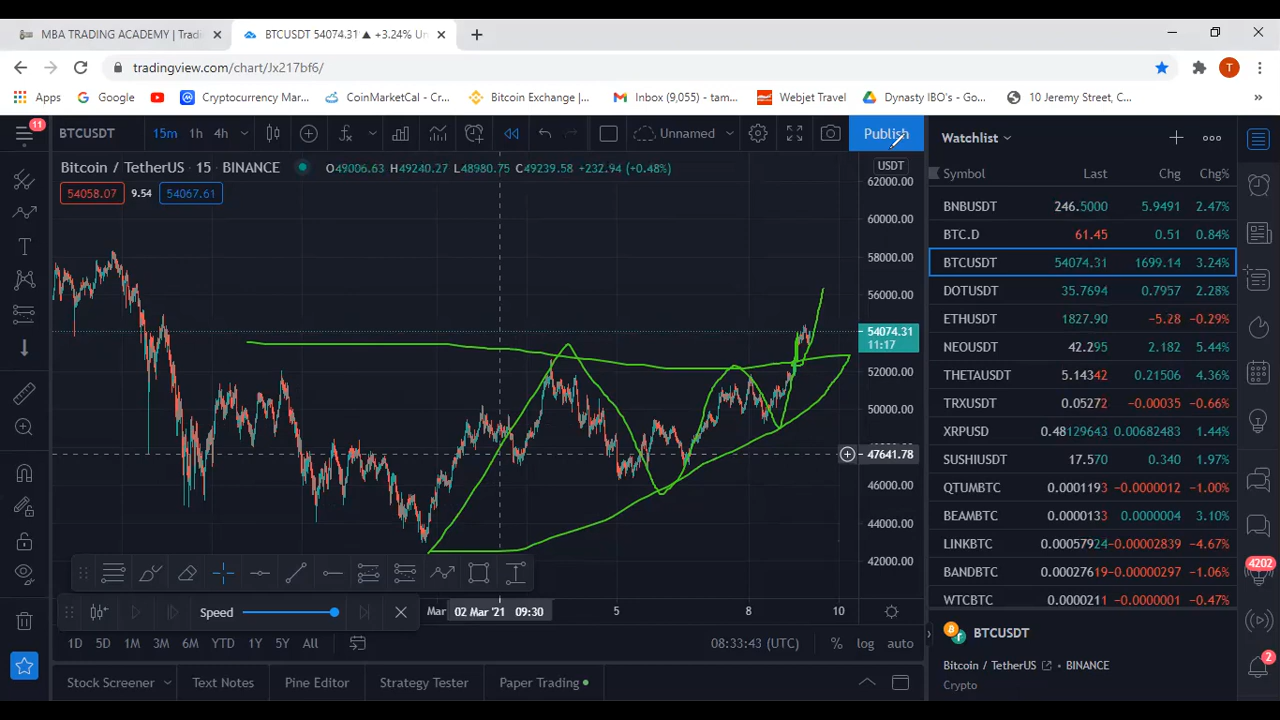 MBA TRADING ACADEMY | Tradi
BTCUSDT 54074.31 ▲ +3.24% Un
tradingview.com/chart/Jx217bf6/
Apps
Google
Cryptocurrency Mar...
CoinMarketCal - Cr...
Bitcoin Exchange |...
Inbox (9,055) - tam...
Webjet Travel
Dynasty IBO's - Go...
10 Jeremy Street, C...
»
11
BTCUSDT
15m
1h
4h
Unnamed
Publish
Bitcoin / TetherUS · 15 · BINANCE
O49006.63 H49240.27 L48980.75 C49239.58 +232.94 (+0.48%)
54058.07
9.54
54067.61
USDT
62000.00
60000.00
58000.00
56000.00
54074.31
11:17
52000.00
50000.00
47641.78
46000.00
44000.00
42000.00
Speed
Mar
02 Mar '21 09:30
5
8
10
1D
5D
1M
3M
6M
YTD
1Y
5Y
All
08:33:43 (UTC)
%
log
auto
Stock Screener
Text Notes
Pine Editor
Strategy Tester
Paper Trading
Watchlist
Symbol Last Chg Chg%
BNBUSDT 246.5000 5.9491 2.47%
BTC.D 61.45 0.51 0.84%
BTCUSDT 54074.31 1699.14 3.24%
DOTUSDT 35.7694 0.7957 2.28%
ETHUSDT 1827.90 −5.28 −0.29%
NEOUSDT 42.295 2.182 5.44%
THETAUSDT 5.14342 0.21506 4.36%
TRXUSDT 0.05272 −0.00035 −0.66%
XRPUSD 0.48129643 0.00682483 1.44%
SUSHIUSDT 17.570 0.340 1.97%
QTUMBTC 0.0001193 −0.0000012 −1.00%
BEAMBTC 0.0000133 0.0000004 3.10%
LINKBTC 0.00057924 −0.00002839 −4.67%
BANDBTC 0.00027619 −0.00000297 −1.06%
WTCBTC 0.0000211 −0.0000001 −0.47%
BTCUSDT
Bitcoin / TetherUS
BINANCE
Crypto
T
4202
2